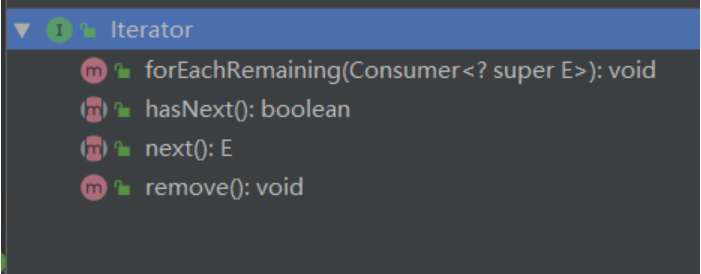 Iterator
forEachRemaining(Consumer<? super E>): void
hasNext(): boolean
next(): E
remove(): void